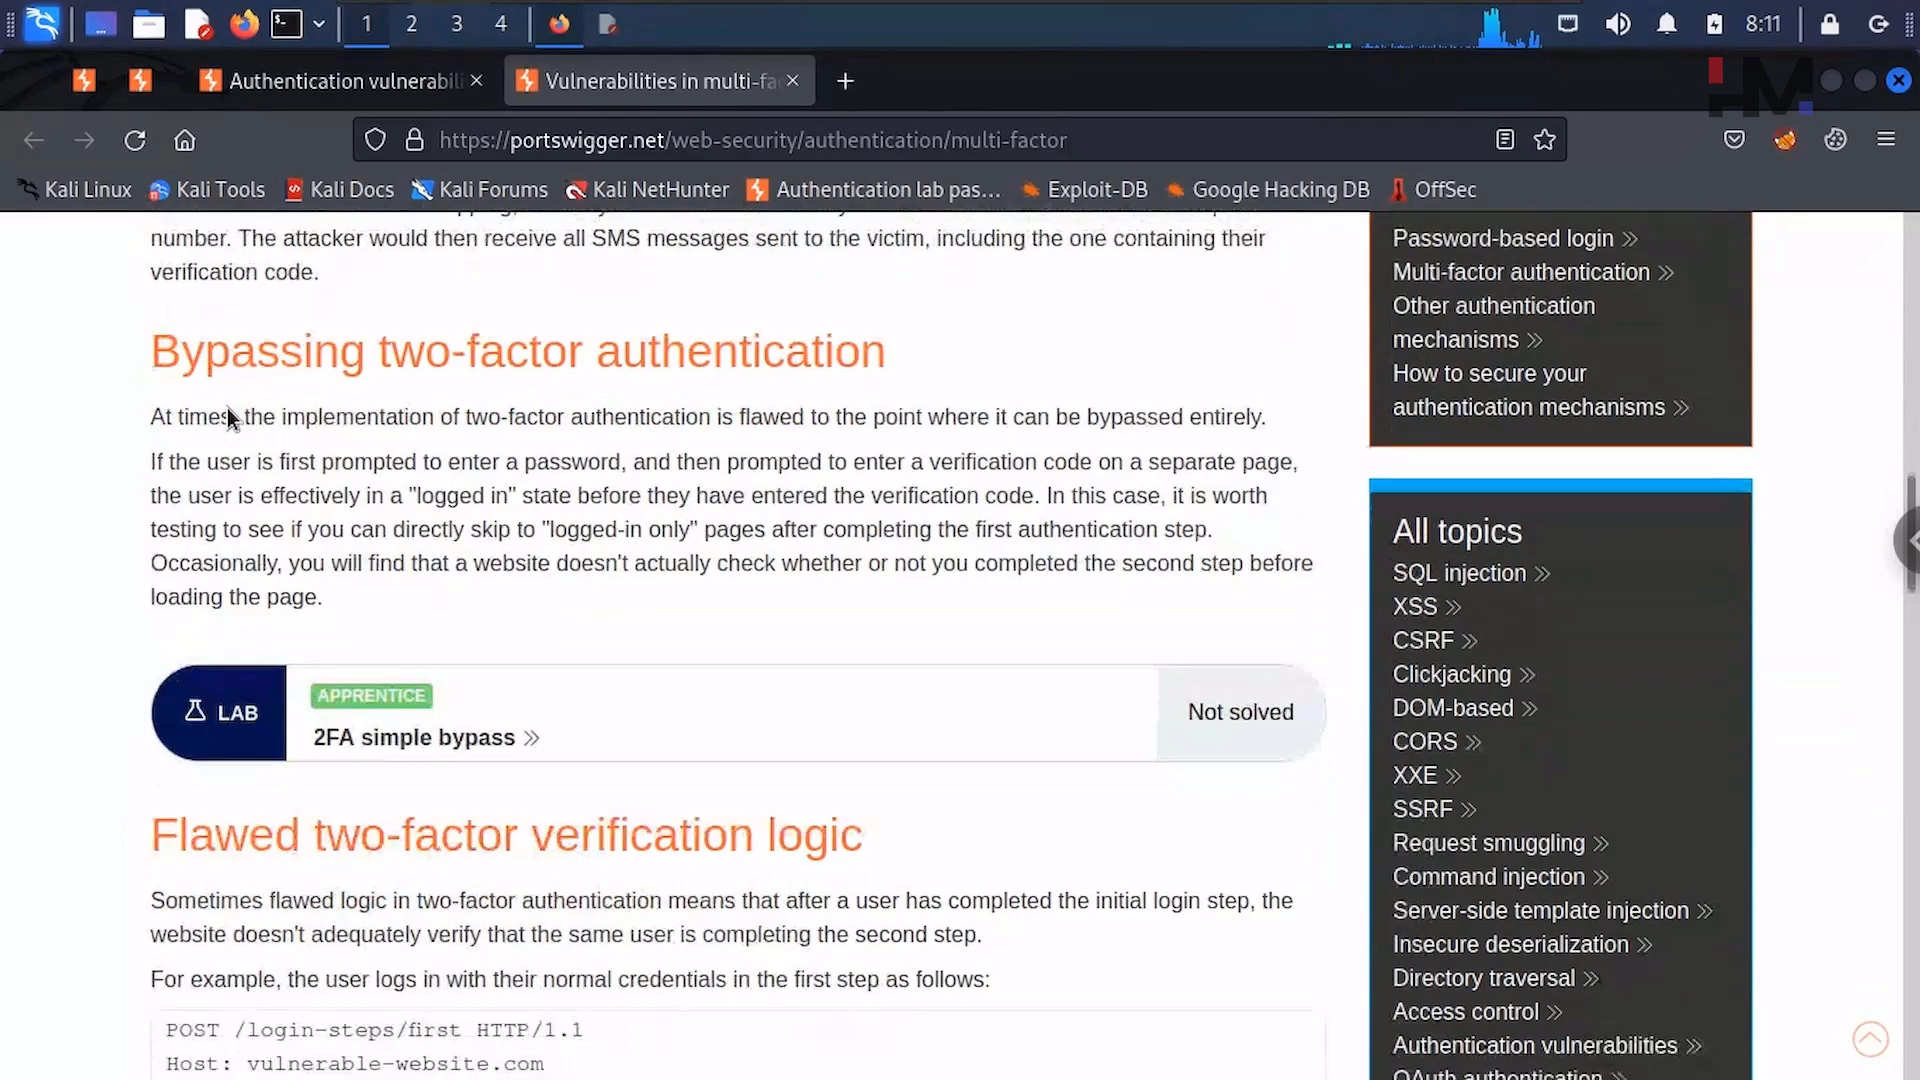 1 2 3 4
8:11
Authentication vulnerabili
Vulnerabilities in multi-fa
HM
https://portswigger.net/web-security/authentication/multi-factor
Kali Linux
Kali Tools
Kali Docs
Kali Forums
Kali NetHunter
Authentication lab pas…
Exploit-DB
Google Hacking DB
OffSec
number. The attacker would then receive all SMS messages sent to the victim, including the one containing their
verification code.
Bypassing two-factor authentication
At times the implementation of two-factor authentication is flawed to the point where it can be bypassed entirely.
If the user is first prompted to enter a password, and then prompted to enter a verification code on a separate page,
the user is effectively in a "logged in" state before they have entered the verification code. In this case, it is worth
testing to see if you can directly skip to "logged-in only" pages after completing the first authentication step.
Occasionally, you will find that a website doesn't actually check whether or not you completed the second step before
loading the page.
LAB
APPRENTICE
2FA simple bypass
Not solved
Flawed two-factor verification logic
Sometimes flawed logic in two-factor authentication means that after a user has completed the initial login step, the
website doesn't adequately verify that the same user is completing the second step.
For example, the user logs in with their normal credentials in the first step as follows:
POST /login-steps/first HTTP/1.1
Host: vulnerable-website.com
Password-based login
Multi-factor authentication
Other authentication
mechanisms
How to secure your
authentication mechanisms
All topics
SQL injection
XSS
CSRF
Clickjacking
DOM-based
CORS
XXE
SSRF
Request smuggling
Command injection
Server-side template injection
Insecure deserialization
Directory traversal
Access control
Authentication vulnerabilities
OAuth authentication